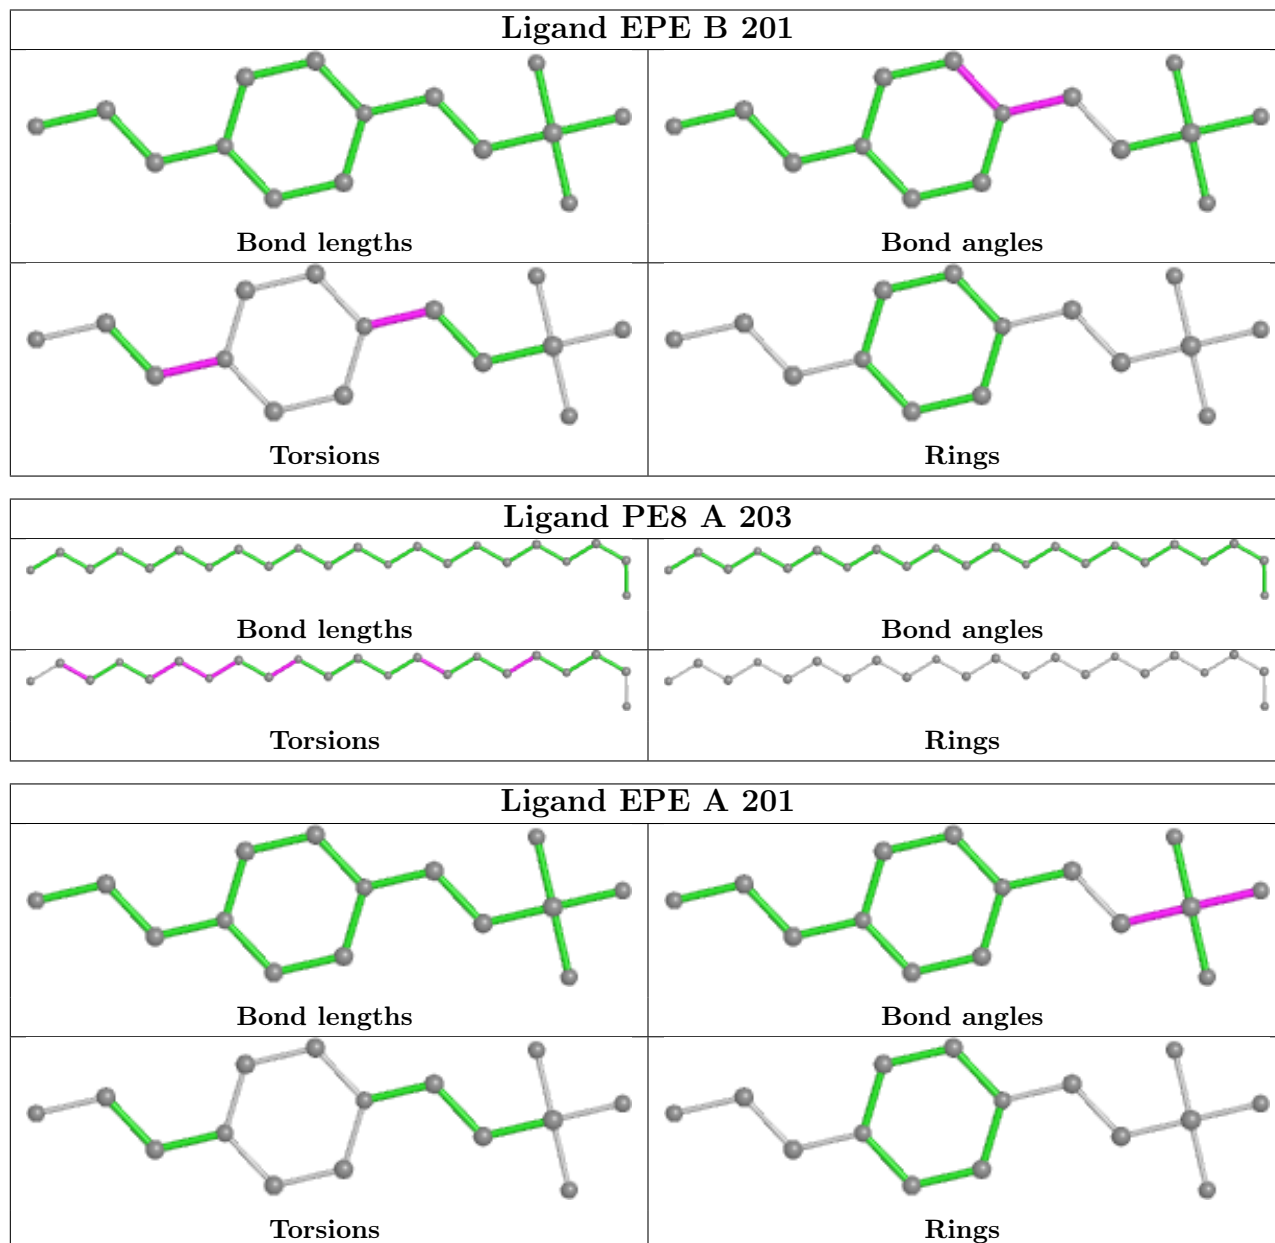 Ligand EPE B 201
Bond lengths
Bond angles
Torsions
Rings
Ligand PE8 A 203
Bond lengths
Bond angles
Torsions
Rings
Ligand EPE A 201
Bond lengths
Bond angles
Torsions
Rings